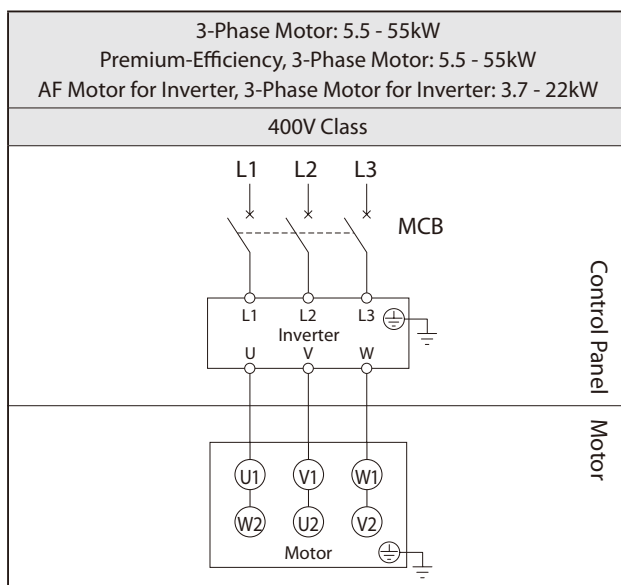 3-Phase Motor: 5.5 - 55kW
Premium-Efficiency, 3-Phase Motor: 5.5 - 55kW
AF Motor for Inverter, 3-Phase Motor for Inverter: 3.7 - 22kW
400V Class
L1 L2 L3
MCB
L1 L2 L3
Inverter
U V W
Control Panel
Motor
U1 V1 W1
W2 U2 V2
Motor